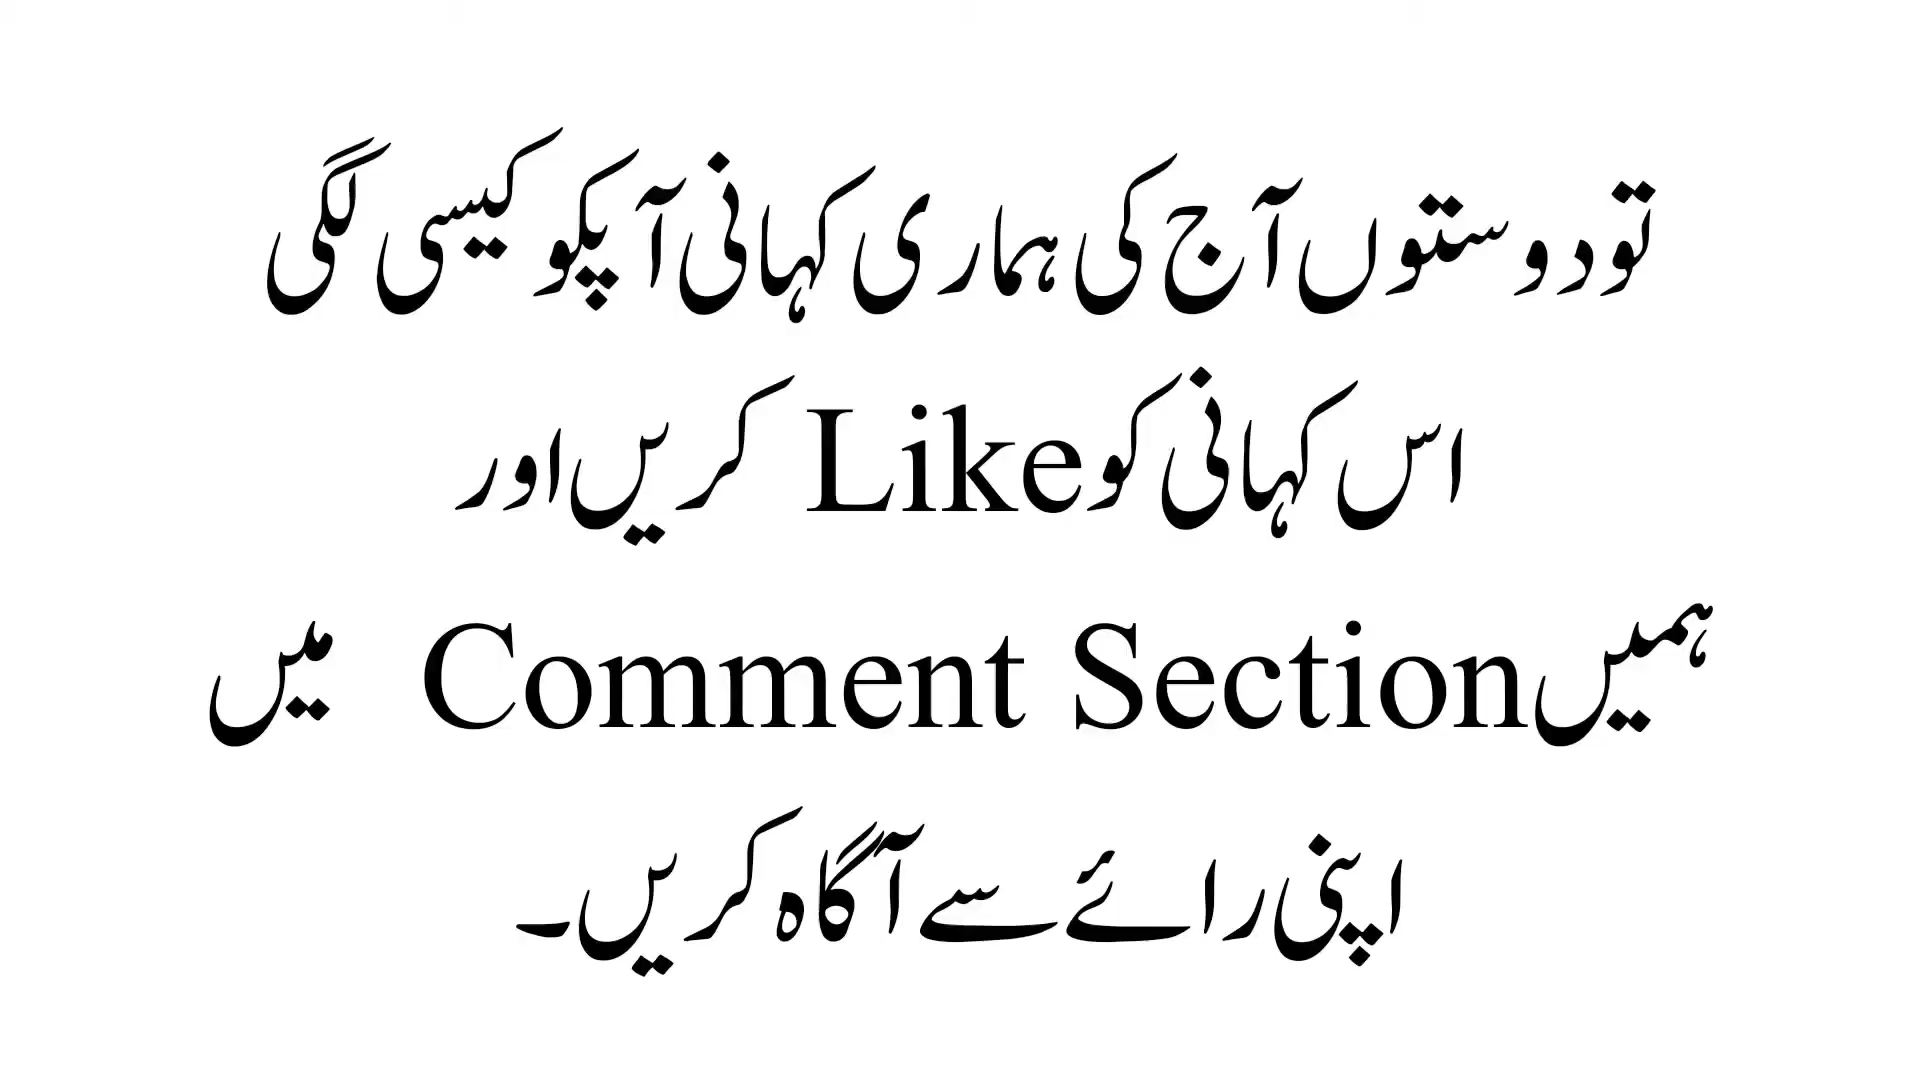 تو دوستوں آج کی ہماری کہانی آپکو کیسی لگی
اس کہانی کو Like کریں اور
ہمیں Comment Section میں
اپنی رائے سے آگاہ کریں۔